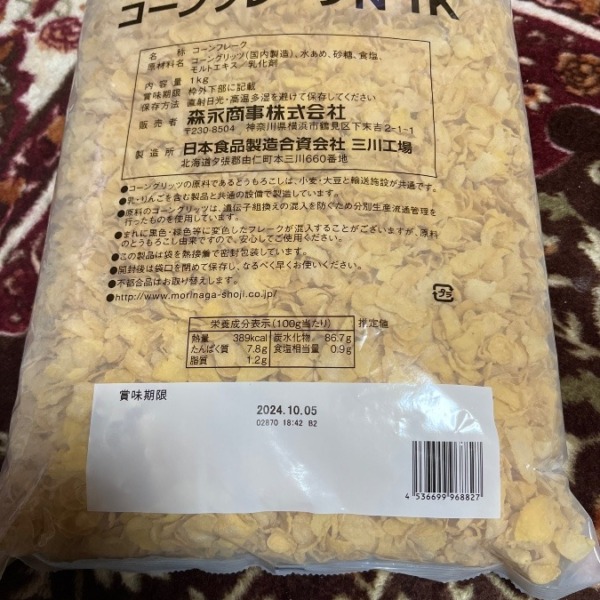 コーンフレークN 1K
名　称　コーンフレーク
原材料名　コーングリッツ(国内製造)、水あめ、砂糖、食塩、
モルトエキス／乳化剤
内容量　1kg
賞味期限　枠外下部に記載
保存方法　直射日光・高温多湿を避けて保存してください
販売者　森永商事株式会社
〒230-8504　神奈川県横浜市鶴見区下末吉2-1-1
製造所　日本食品製造合資会社 三川工場
北海道夕張郡由仁町本三川660番地
●コーングリッツの原料であるとうもろこしは、小麦・大豆と輸送施設が共通です。
●乳・りんごを含む製品と共通の設備で製造しています。
●原料のコーングリッツは、遺伝子組換えの混入を防ぐため分別生産流通管理を
行ったものを使用しています。
●まれに黒色・緑色等に変色したフレークが混入することがございますが、原料
のとうもろこし由来ですので、安心してご使用ください。
●この製品は袋を熱接着で密封包装しています。
●開封後は袋口を閉めて保存し、なるべく早くお使いください。
●不都合品はお取り替えします。
●http://www.morinaga-shoji.co.jp/
プラ
栄養成分表示(100g当たり)　推定値
熱量　389kcal　炭水化物　86.7g
たんぱく質　7.8g　食塩相当量　0.9g
脂質　1.2g
賞味期限
2024.10.05
02870 18:42 B2
4 536699 968827